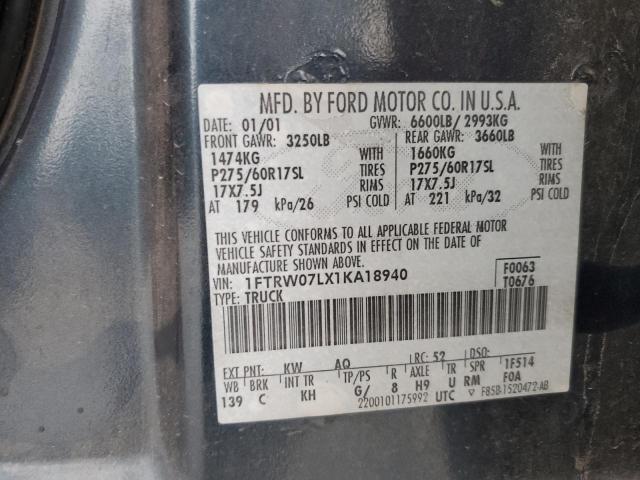 MFD. BY FORD MOTOR CO. IN U.S.A.
DATE: 01/01 GVWR: 6600LB/ 2993KG
FRONT GAWR: 3250LB REAR GAWR: 3660LB
1474KG WITH 1660KG WITH
P275/60R17SL TIRES P275/60R17SL TIRES
17X7.5J RIMS 17X7.5J RIMS
AT 179 kPa/26 PSI COLD AT 221 kPa/32 PSI COLD
THIS VEHICLE CONFORMS TO ALL APPLICABLE FEDERAL MOTOR
VEHICLE SAFETY STANDARDS IN EFFECT ON THE DATE OF
MANUFACTURE SHOWN ABOVE.
VIN: 1FTRW07LX1KA18940 F0063
TYPE: TRUCK T0676
EXT PNT: KW AQ RC: 52 DSO:
WB BRK INT TR TP/PS R AXLE TR SPR 1F514
139 C KH G/ 8 H9 U RM F0A
2200101175992 UTC ▽ F85B-1520472-AB